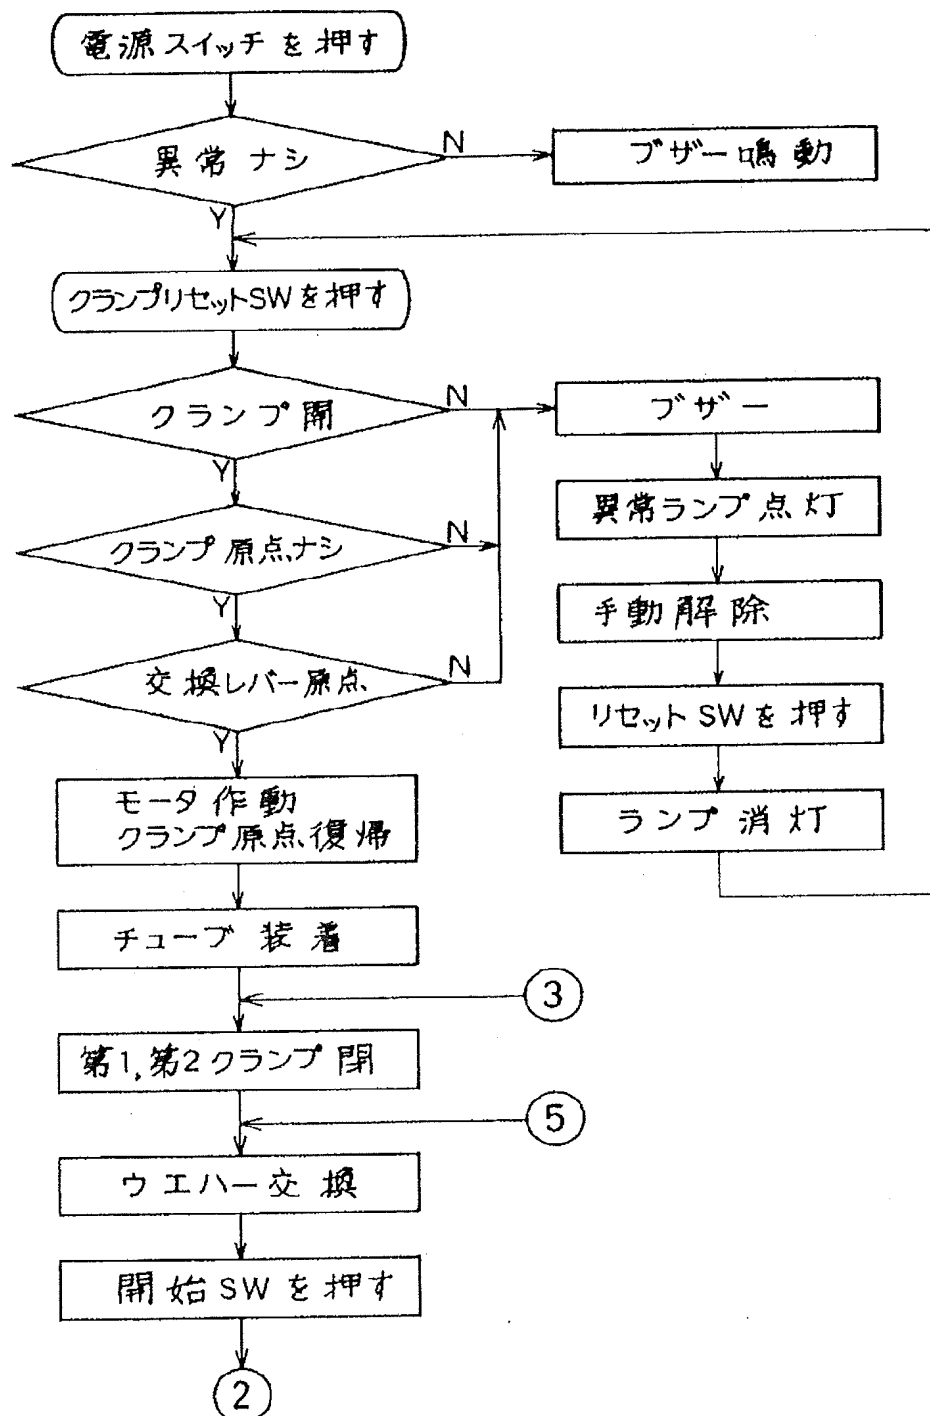 電源スイッチを押す
異常ナシ
N
ブザー鳴動
Y
クランプリセットSWを押す
クランプ開
N
ブザー
Y
異常ランプ点灯
クランプ原点ナシ
N
手動解除
Y
交換レバー原点
N
リセットSWを押す
Y
モータ作動
クランプ原点復帰
ランプ消灯
チューブ装着
③
第1,第2クランプ閉
⑤
ウエハー交換
開始SWを押す
②